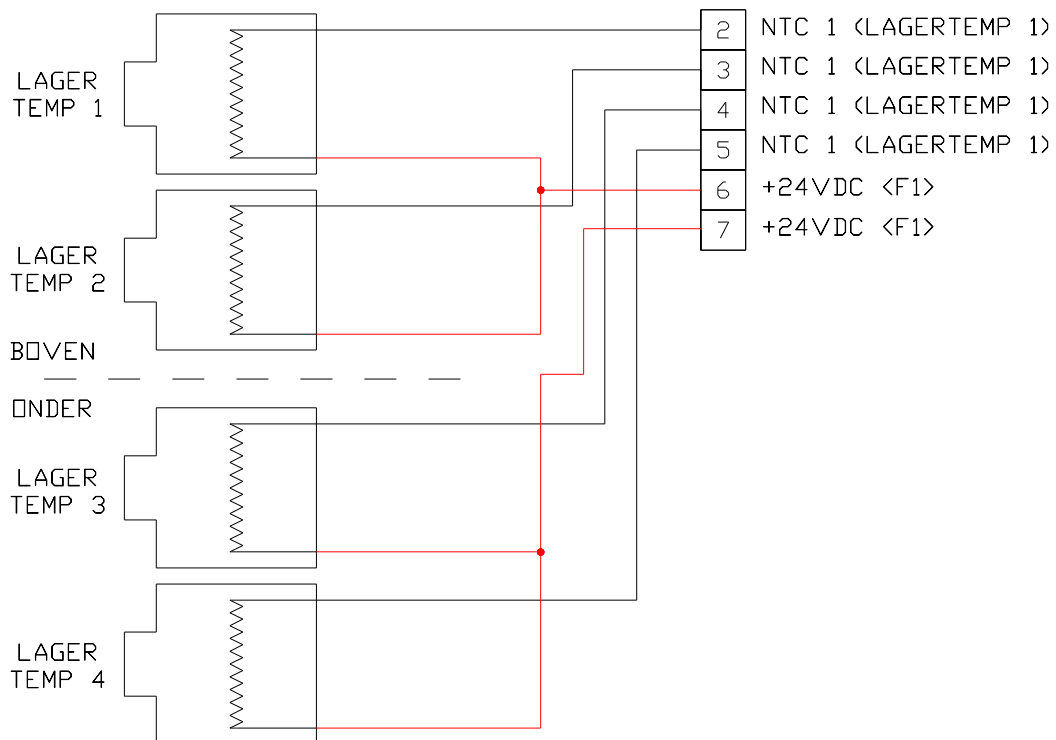 LAGER
TEMP 1
LAGER
TEMP 2
BOVEN
ONDER
LAGER
TEMP 3
LAGER
TEMP 4
2 NTC 1 (LAGERTEMP 1)
3 NTC 1 (LAGERTEMP 1)
4 NTC 1 (LAGERTEMP 1)
5 NTC 1 (LAGERTEMP 1)
6 +24VDC <F1>
7 +24VDC <F1>